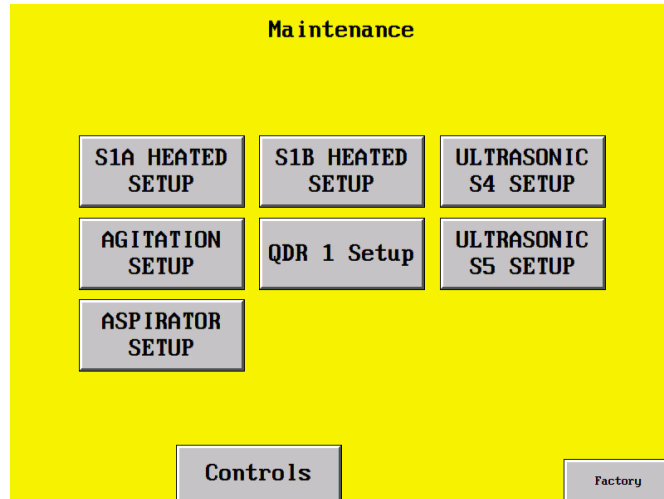 Maintenance
S1A HEATED
SETUP
S1B HEATED
SETUP
ULTRASONIC
S4 SETUP
AGITATION
SETUP
QDR 1 Setup
ULTRASONIC
S5 SETUP
ASPIRATOR
SETUP
Controls
Factory